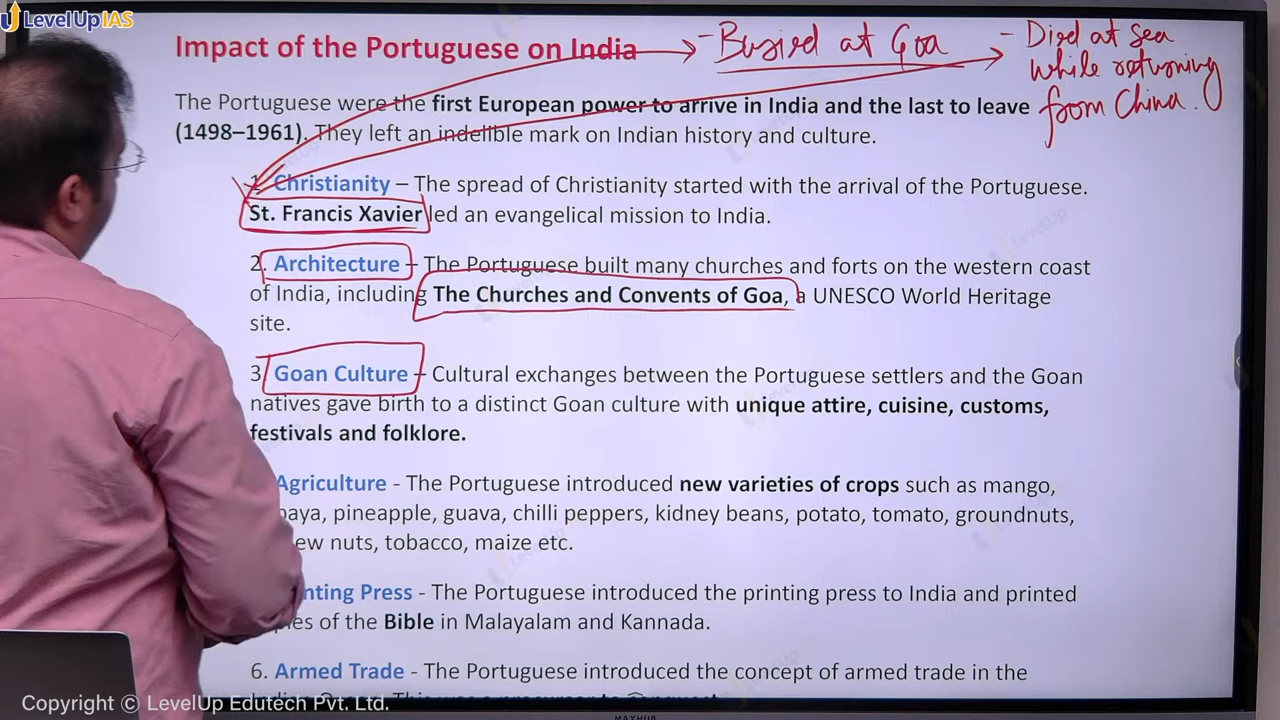 LevelUp IAS
Impact of the Portuguese on India
- Buried at Goa
- Died at sea
while returning
from China.
The Portuguese were the first European power to arrive in India and the last to leave
(1498–1961). They left an indelible mark on Indian history and culture.
1. Christianity – The spread of Christianity started with the arrival of the Portuguese.
St. Francis Xavier led an evangelical mission to India.
2. Architecture – The Portuguese built many churches and forts on the western coast
of India, including The Churches and Convents of Goa, a UNESCO World Heritage
site.
3. Goan Culture – Cultural exchanges between the Portuguese settlers and the Goan
natives gave birth to a distinct Goan culture with unique attire, cuisine, customs,
festivals and folklore.
Agriculture - The Portuguese introduced new varieties of crops such as mango,
paya, pineapple, guava, chilli peppers, kidney beans, potato, tomato, groundnuts,
ew nuts, tobacco, maize etc.
nting Press - The Portuguese introduced the printing press to India and printed
ples of the Bible in Malayalam and Kannada.
6. Armed Trade - The Portuguese introduced the concept of armed trade in the
Copyright © LevelUp Edutech Pvt. Ltd.
MAXHUB